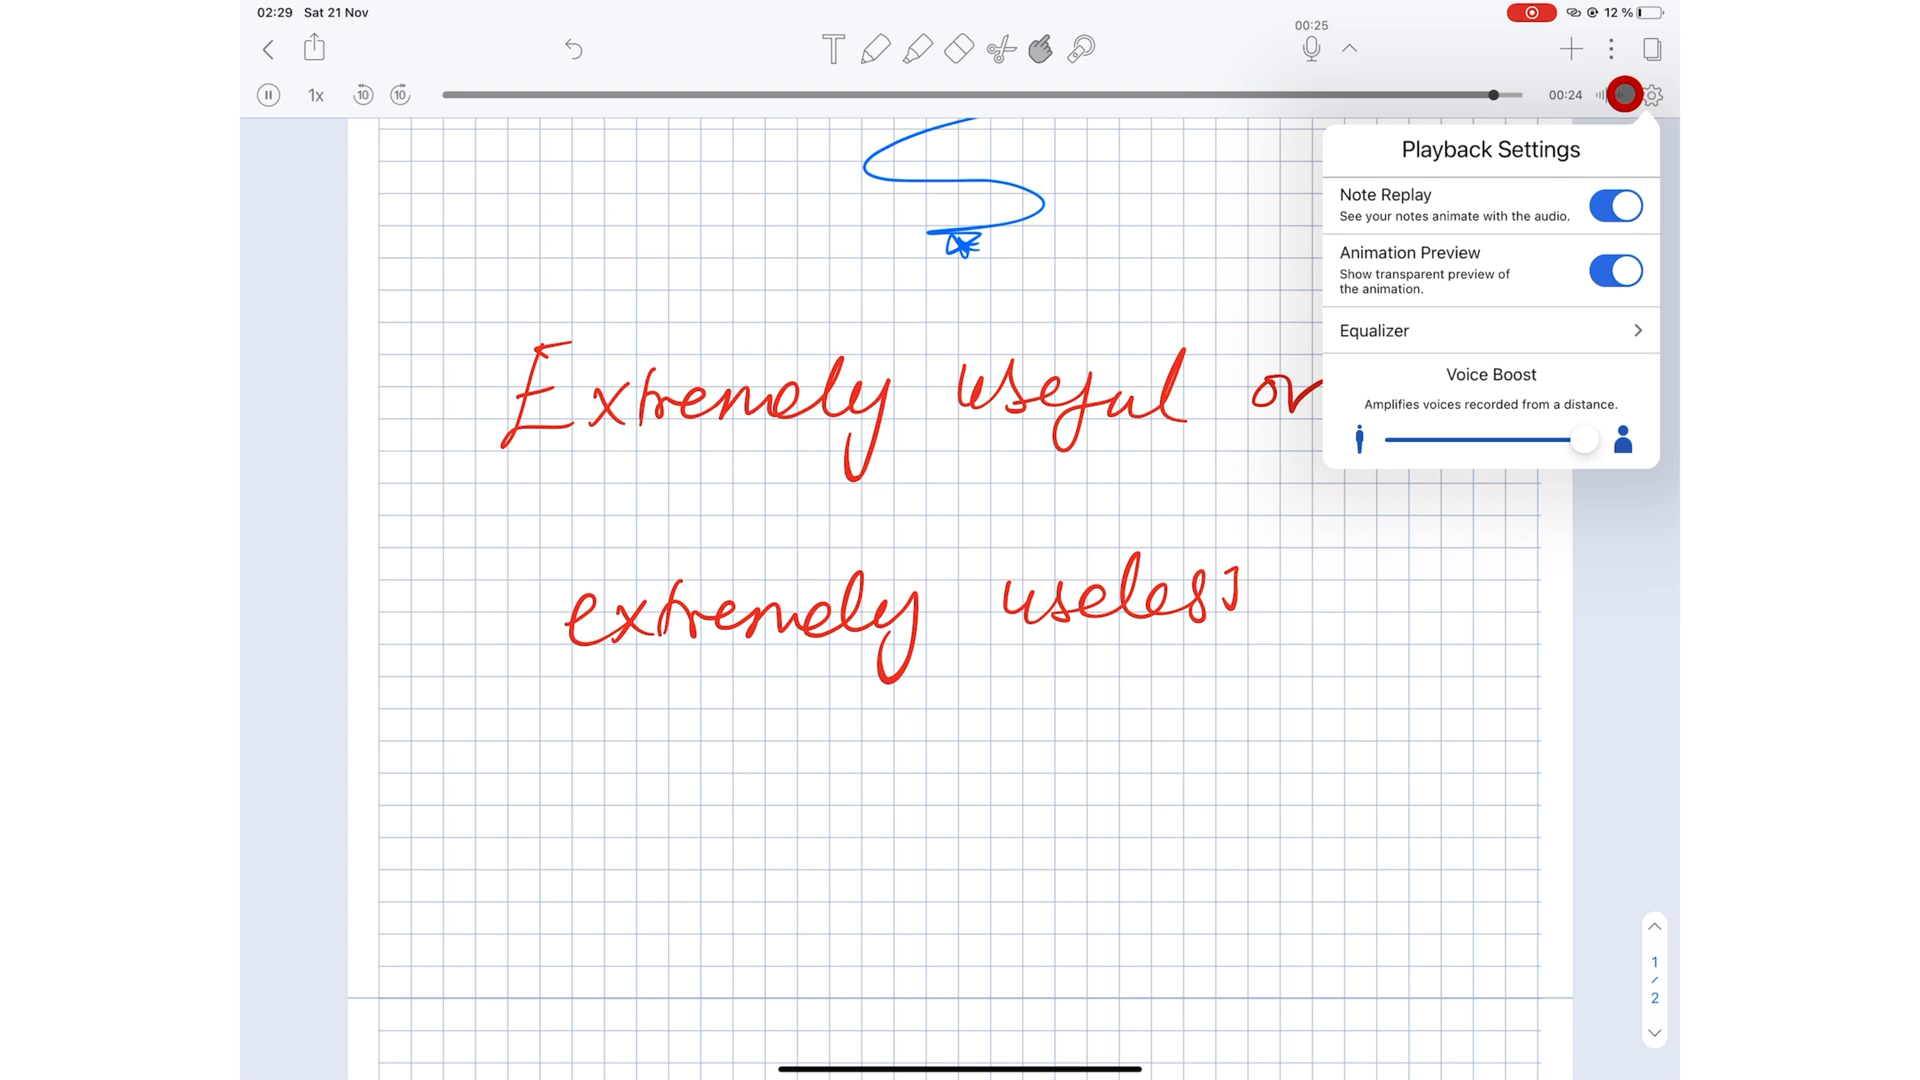 02:29 Sat 21 Nov 12 %
00:25
1x 10 10 00:24
Playback Settings
Note Replay
See your notes animate with the audio.
Animation Preview
Show transparent preview of
the animation.
Equalizer
Voice Boost
Amplifies voices recorded from a distance.
Extremely useful or
extremely useless
1
/
2